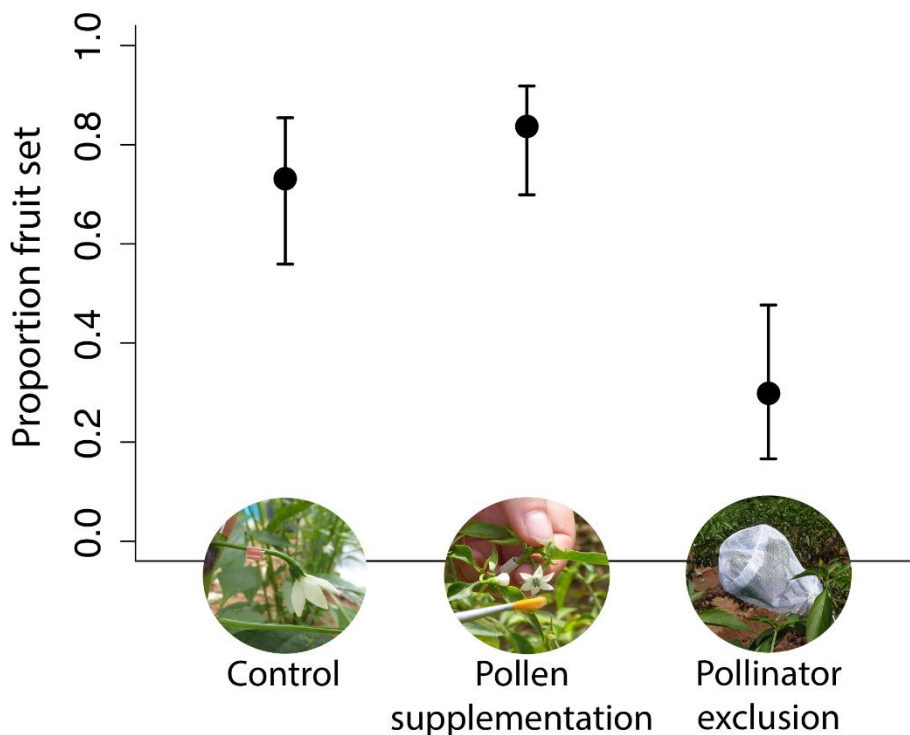 Proportion fruit set
1.0
0.8
0.6
0.4
0.2
0.0
Control
Pollen
supplementation
Pollinator
exclusion